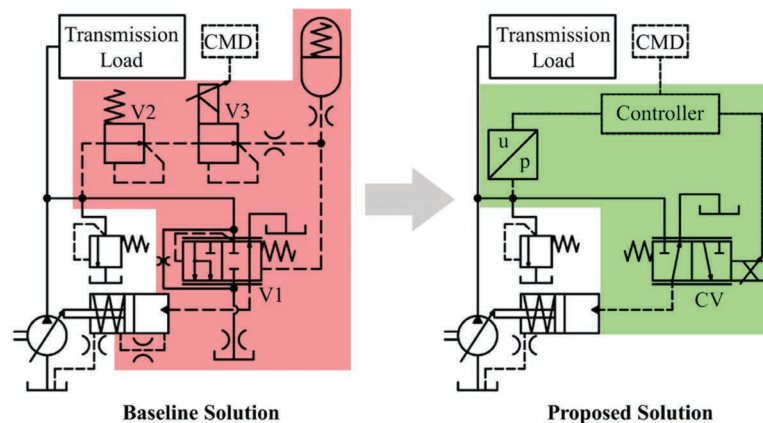 Transmission
Load
CMD
V2
V3
V1
Baseline Solution
Transmission
Load
CMD
Controller
u
p
CV
Proposed Solution